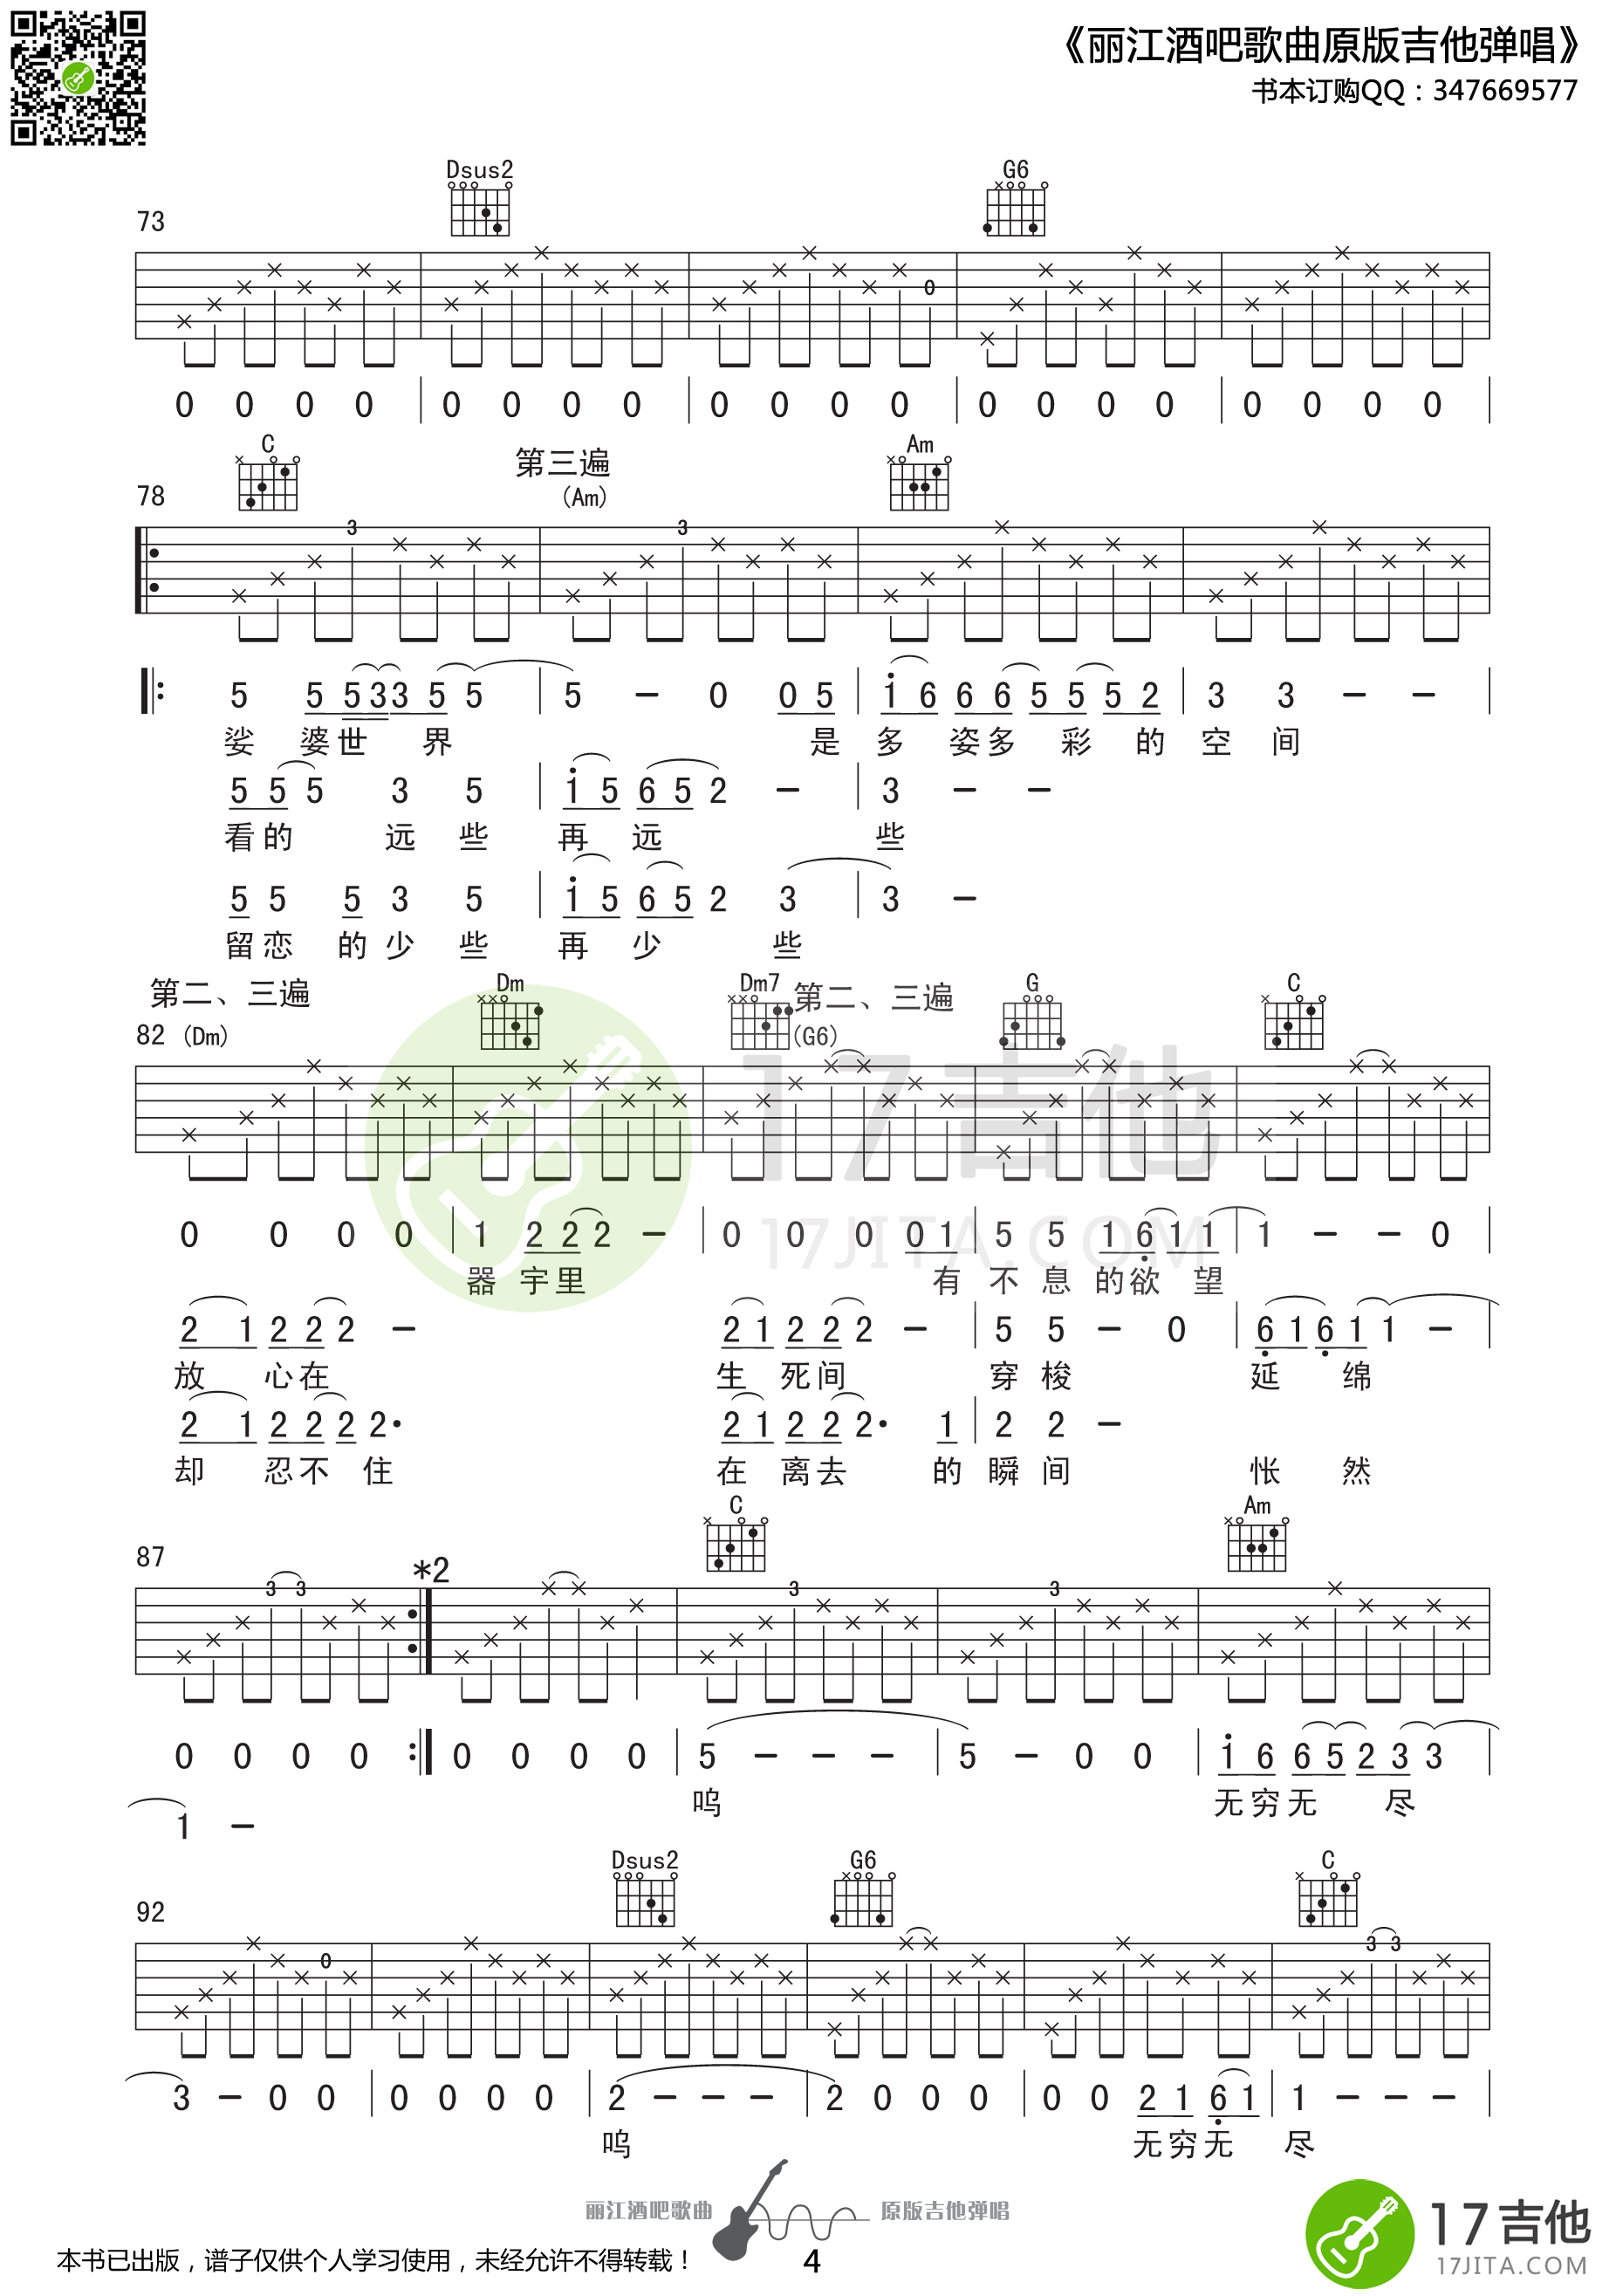 《丽江酒吧歌曲原版吉他弹唱》
书本订购QQ：347669577
Dsus2 G6
73
0
0 0 0 0 | 0 0 0 0 | 0 0 0 0 | 0 0 0 0 | 0 0 0 0 |
C 第三遍 Am
78 (Am)
3 3
5 5 5 3 3 5 5 | 5 － 0 0 5 | i 6 6 6 5 5 5 2 | 3 3 － － |
娑 婆 世 界 是 多 姿 多 彩 的 空 间
5 5 5 3 5 | i 5 6 5 2 － | 3 － －
看 的 远 些 再 远 些
5 5 5 3 5 | i 5 6 5 2 3 | 3 －
留 恋 的 少 些 再 少 些
第二、三遍 Dm Dm7 第二、三遍 G C
82 (Dm) (G6)
17吉他
17JITA.COM
0 0 0 0 | 1 2 2 2 － | 0 0 0 0 1 | 5 5 1 6 1 1 | 1 － － 0 |
器 宇 里 有 不 息 的 欲 望
2 1 2 2 2 － 2 1 2 2 2 － | 5 5 － 0 | 6 1 6 1 1 － |
放 心 在 生 死 间 穿 梭 延 绵
2 1 2 2 2 2· 2 1 2 2 2· 1 | 2 2 －
却 忍 不 住 在 离 去 的 瞬 间 怅 然
C Am
87 *2
3 3 3 3
0 0 0 0 :| 0 0 0 0 | 5 － － － | 5 － 0 0 | i 6 6 5 2 3 3 |
呜 无 穷 无 尽
1 －
Dsus2 G6 C
92
0 3 3
3 － 0 0 | 0 0 0 0 | 2 － － － | 2 0 0 0 | 0 0 2 1 6 1 | 1 － － － |
呜 无 穷 无 尽
丽江酒吧歌曲 原版吉他弹唱
本书已出版，谱子仅供个人学习使用，未经允许不得转载！ 4
17吉他
17JITA.COM